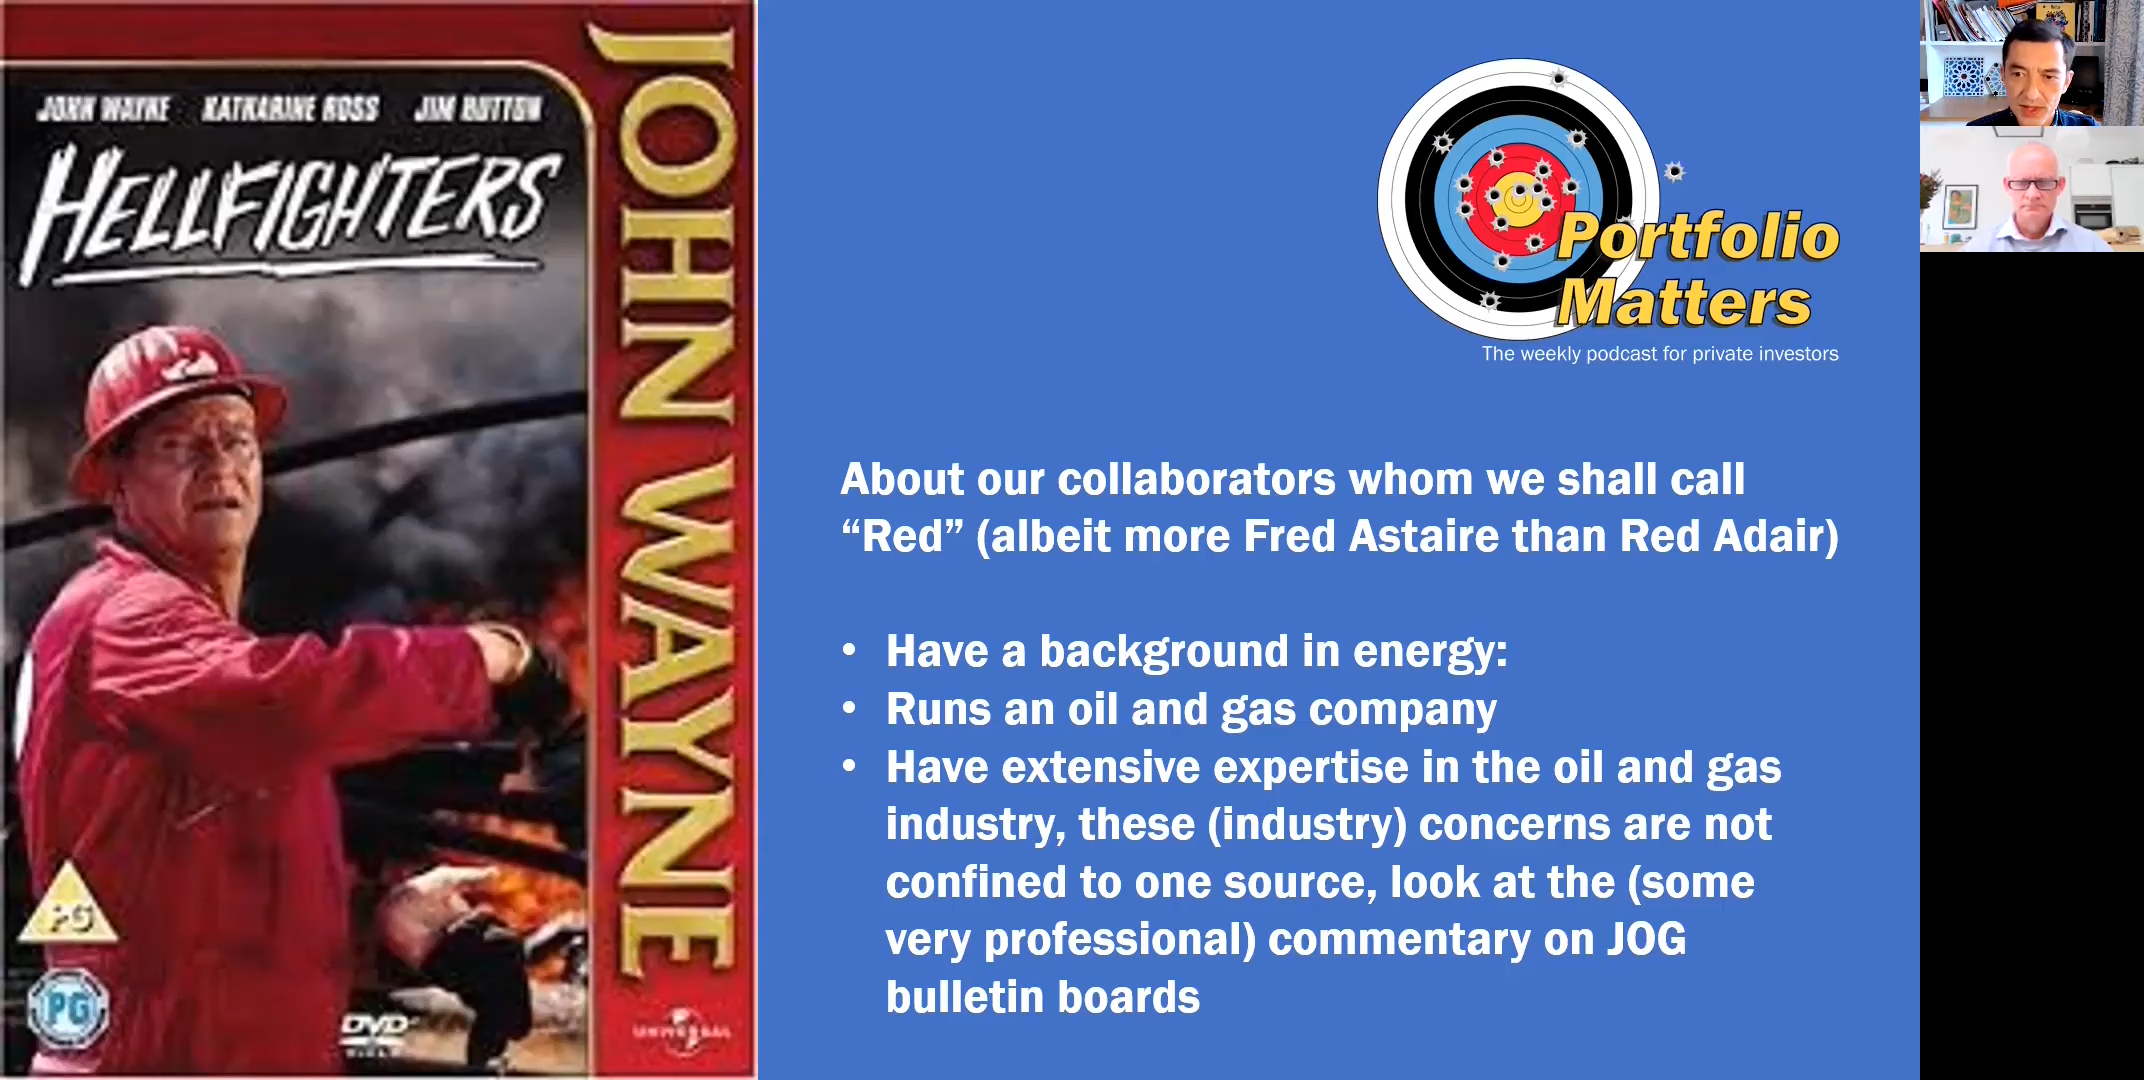 JOHN WAYNE KATHARINE ROSS JIM HUTTON
HELLFIGHTERS
JOHN WAYNE
PG
PG
DVD
VIDEO
UNIVERSAL
Portfolio
Matters
The weekly podcast for private investors
About our collaborators whom we shall call
“Red” (albeit more Fred Astaire than Red Adair)
• Have a background in energy:
• Runs an oil and gas company
• Have extensive expertise in the oil and gas
industry, these (industry) concerns are not
confined to one source, look at the (some
very professional) commentary on JOG
bulletin boards